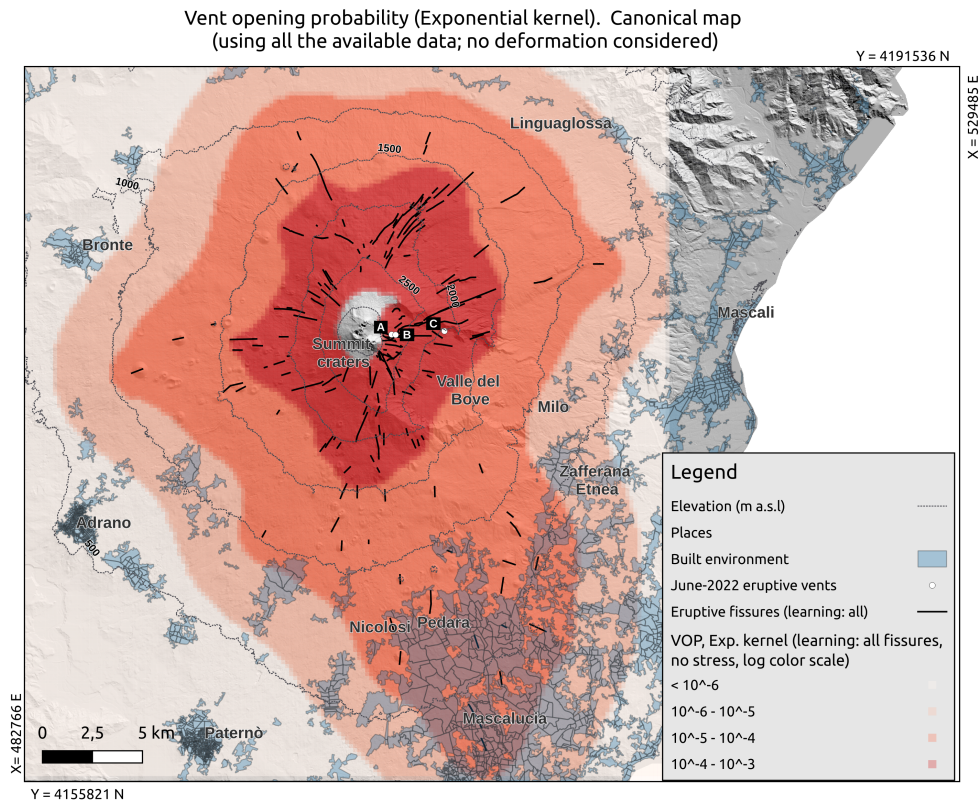 Vent opening probability (Exponential kernel).  Canonical map
(using all the available data; no deformation considered)
Y = 4191536 N
X = 529485 E
Linguaglossa
1500
1000
Bronte
2500
2000
A
B
C
Mascali
Summit
craters
Valle del
Bove
Milo
Zafferana
Etnea
Adrano
500
Nicolosi
Pedara
Mascalucia
Paternò
0 2,5 5 km
X= 482766 E
Y = 4155821 N
Legend
Elevation (m a.s.l)
Places
Built environment
June-2022 eruptive vents
Eruptive fissures (learning: all)
VOP, Exp. kernel (learning: all fissures,
no stress, log color scale)
< 10^-6
10^-6 - 10^-5
10^-5 - 10^-4
10^-4 - 10^-3